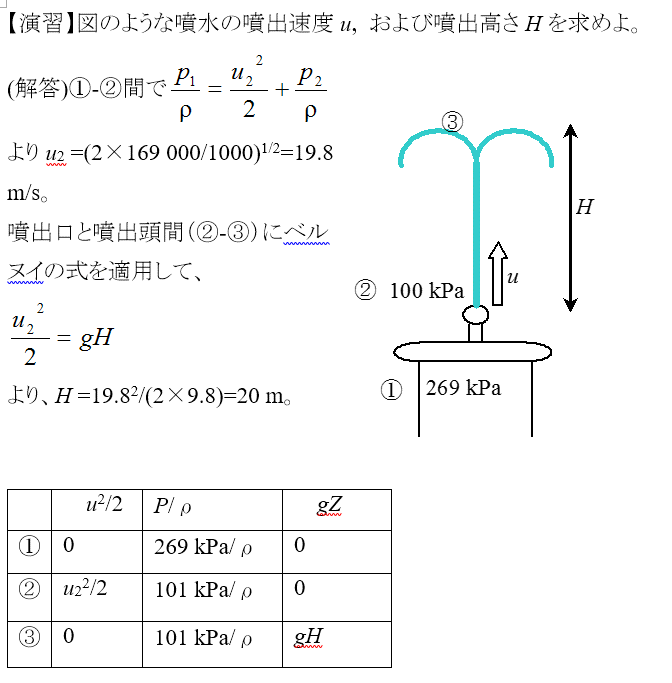 【演習】図のような噴水の噴出速度 u, および噴出高さ H を求めよ。
(解答)①-②間で p₁/ρ = u₂²/2 + p₂/ρ
より u₂ =(2×169 000/1000)¹ᐟ²=19.8
m/s。
噴出口と噴出頭間(②-③)にベル
ヌイの式を適用して、
u₂²/2 = gH
より、H =19.8²/(2×9.8)=20 m。
③
H
u
② 100 kPa
① 269 kPa
u²/2 P/ρ gZ
① 0 269 kPa/ρ 0
② u₂²/2 101 kPa/ρ 0
③ 0 101 kPa/ρ gH